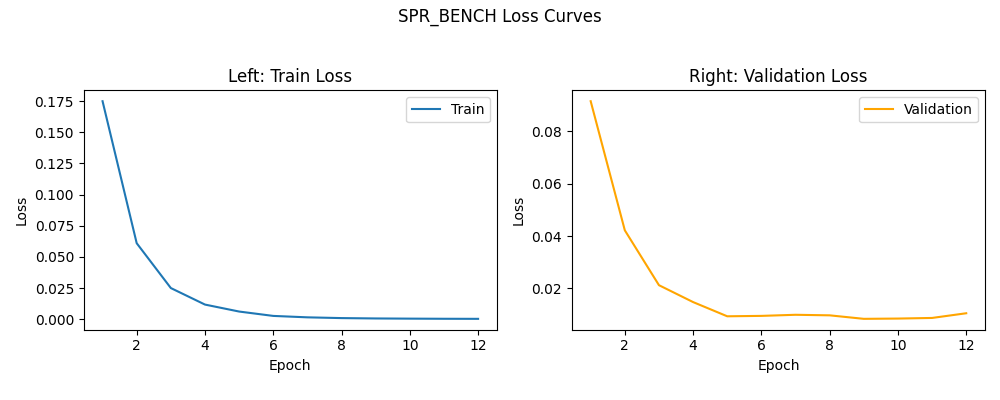 SPR_BENCH Loss Curves
Left: Train Loss
0.175
0.150
0.125
0.100
0.075
0.050
0.025
0.000
Loss
Train
2
4
6
8
10
12
Epoch
Right: Validation Loss
0.08
0.06
0.04
0.02
Loss
Validation
2
4
6
8
10
12
Epoch